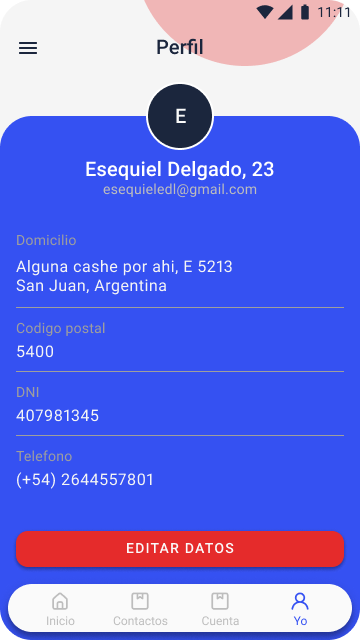 11:11
Perfil
E
Esequiel Delgado, 23
esequieledl@gmail.com
Domicilio
Alguna cashe por ahi, E 5213
San Juan, Argentina
Codigo postal
5400
DNI
407981345
Telefono
(+54) 2644557801
EDITAR DATOS
Inicio
Contactos
Cuenta
Yo